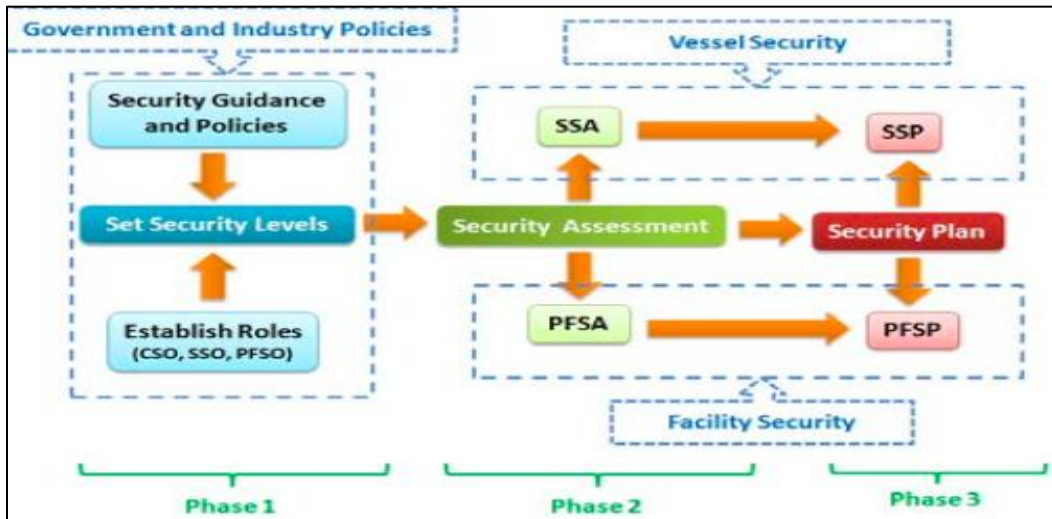 Government and Industry Policies
Vessel Security
Security Guidance
and Policies
SSA
SSP
Set Security Levels
Security Assessment
Security Plan
Establish Roles
(CSO, SSO, PFSO)
PFSA
PFSP
Facility Security
Phase 1
Phase 2
Phase 3